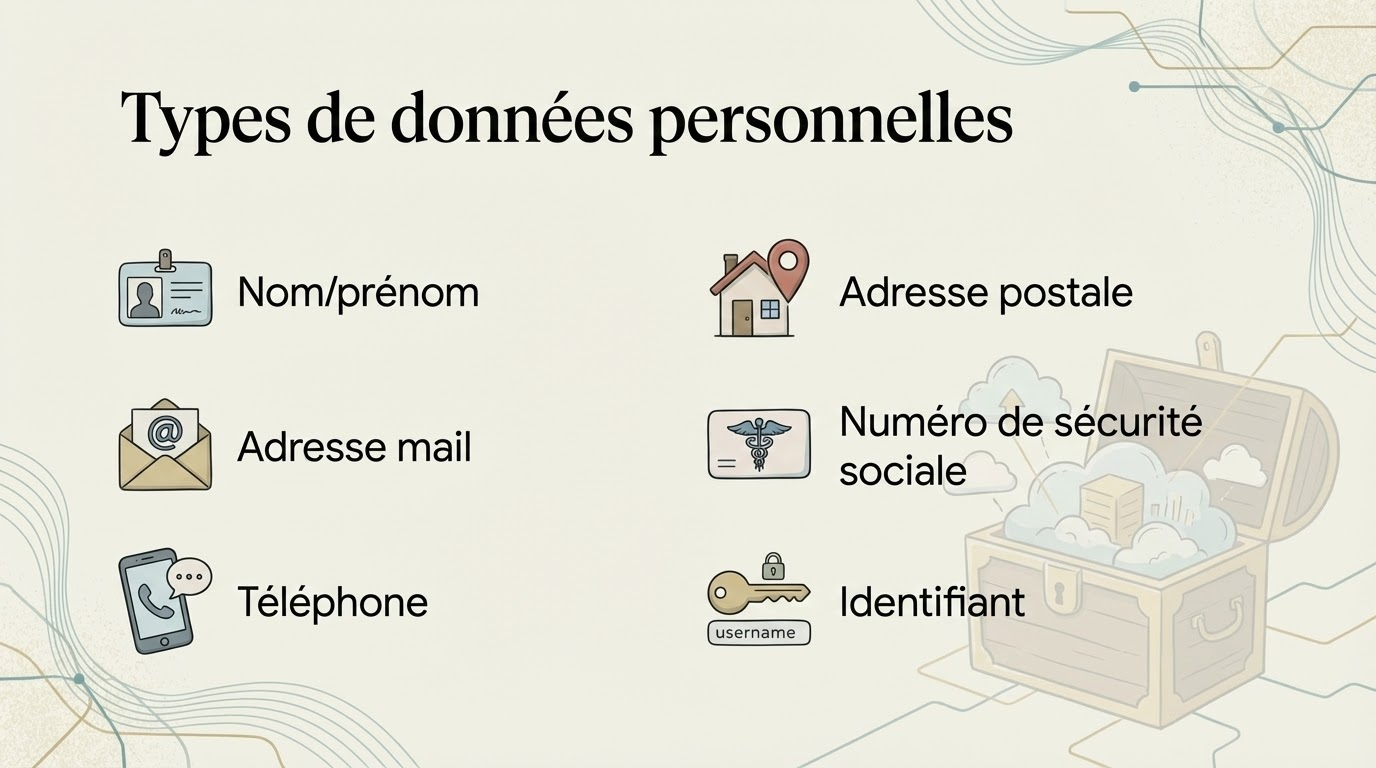 Types de données personnelles
Nom/prénom
Adresse postale
Adresse mail
Numéro de sécurité
sociale
Téléphone
Identifiant
username